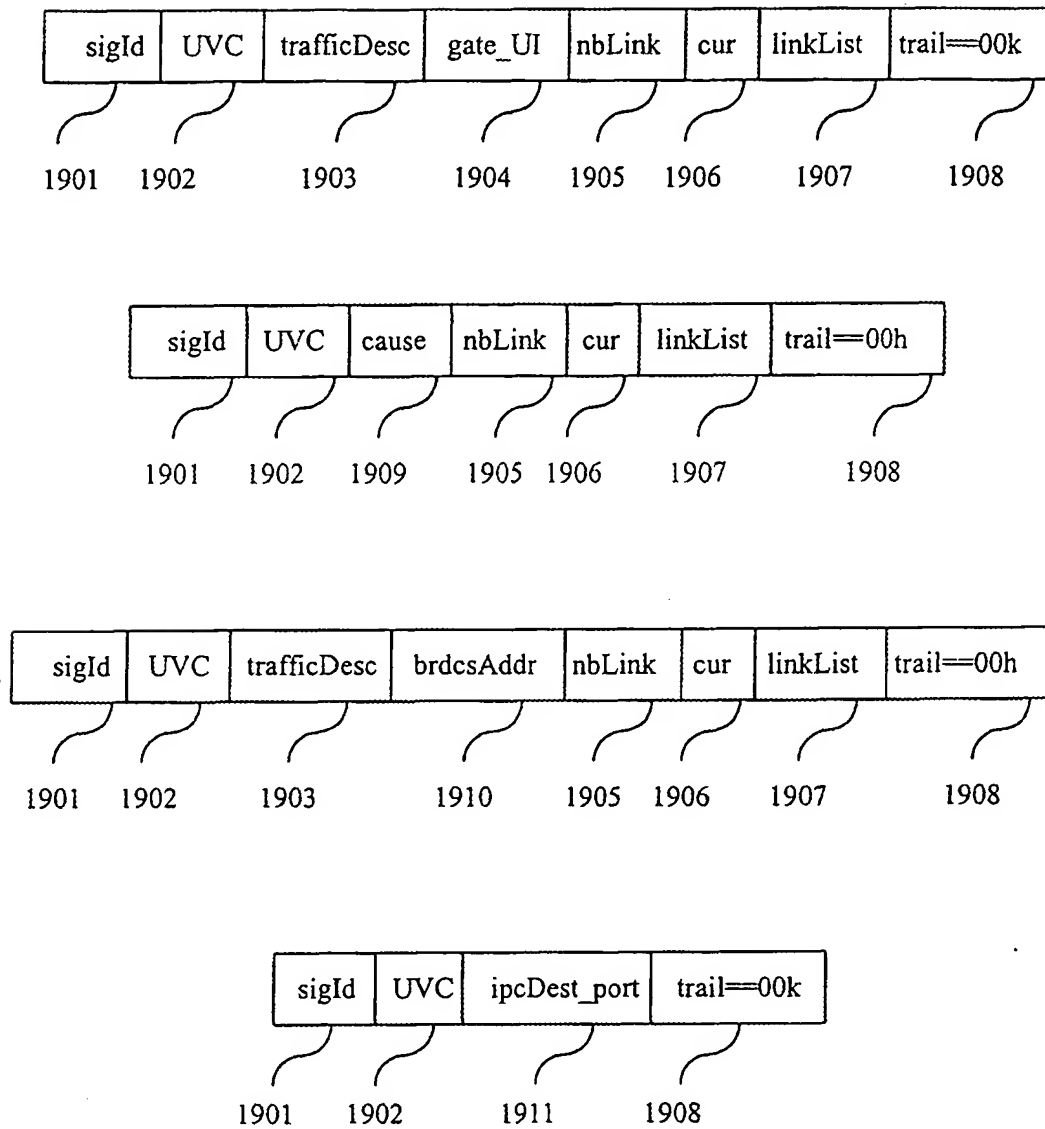 sigId UVC trafficDesc gate_UI nbLink cur linkList trail==00k
1901 1902 1903 1904 1905 1906 1907 1908
sigId UVC cause nbLink cur linkList trail==00h
1901 1902 1909 1905 1906 1907 1908
sigId UVC trafficDesc brdcsAddr nbLink cur linkList trail==00h
1901 1902 1903 1910 1905 1906 1907 1908
sigId UVC ipcDest_port trail==00k
1901 1902 1911 1908